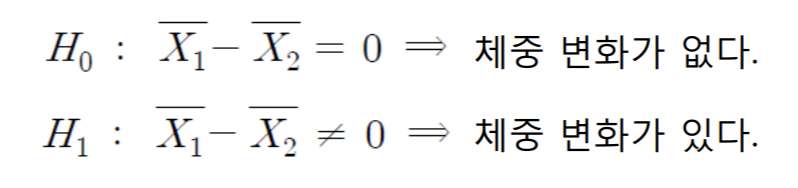 H₀ : X̅₁ − X̅₂ = 0 ⟹ 체중 변화가 없다.
H₁ : X̅₁ − X̅₂ ≠ 0 ⟹ 체중 변화가 있다.